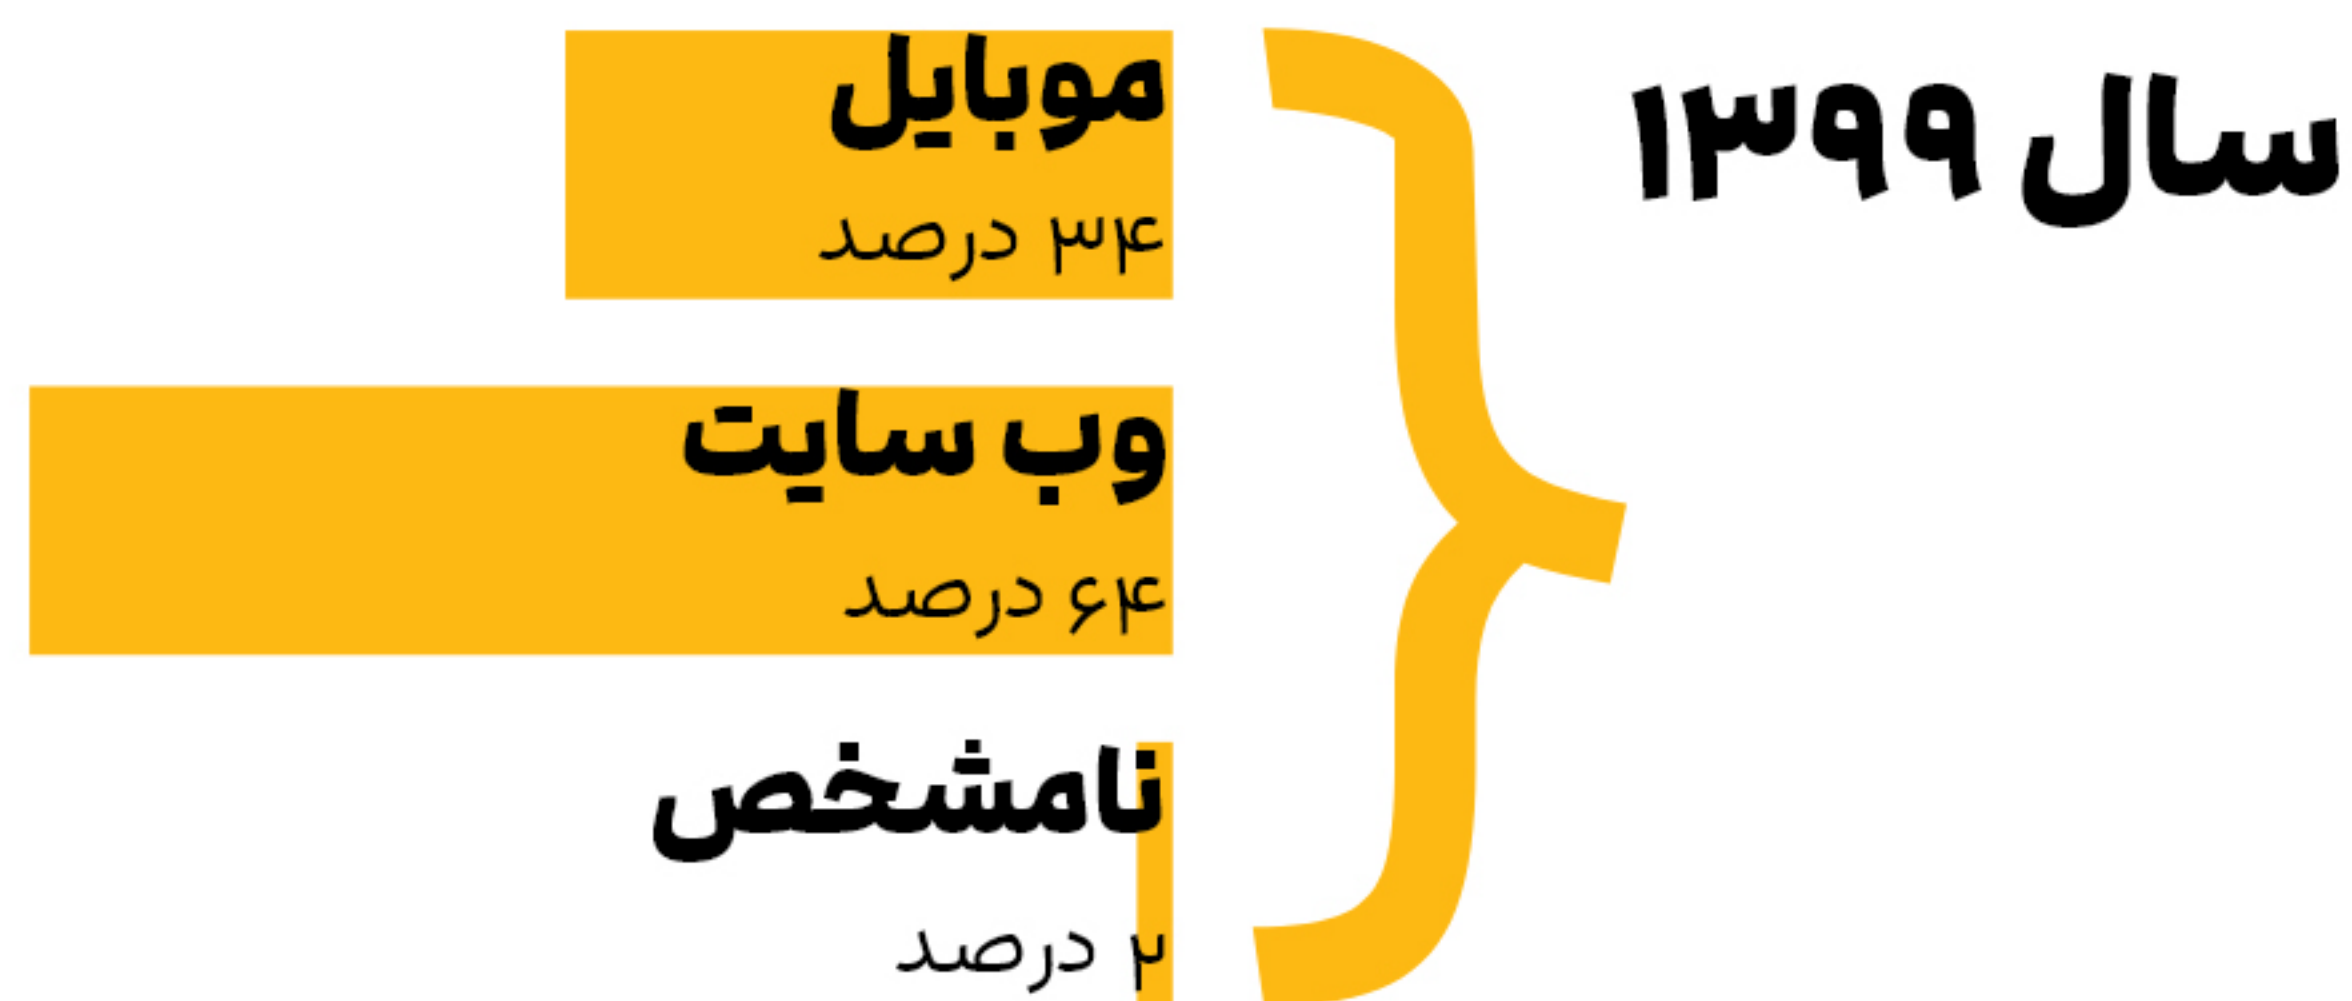 سال ۱۳۹۹
موبایل
۳۴ درصد
وب سایت
۶۴ درصد
نامشخص
۲ درصد